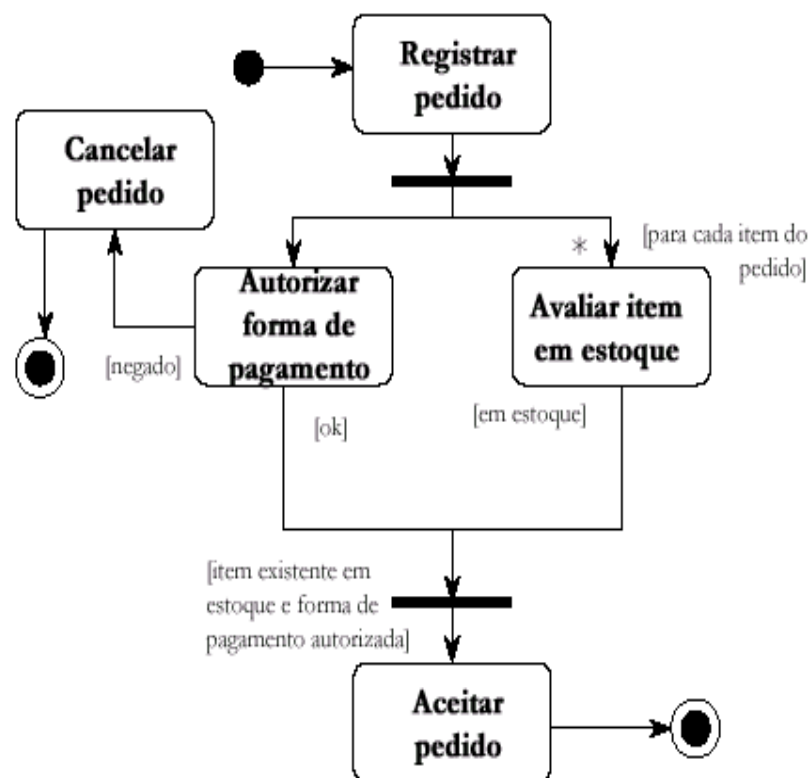 Registrar
pedido
Cancelar
pedido
*
[para cada item do
pedido]
Autorizar
forma de
pagamento
Avaliar item
em estoque
[negado]
[ok]
[em estoque]
[item existente em
estoque e forma de
pagamento autorizada]
Aceitar
pedido